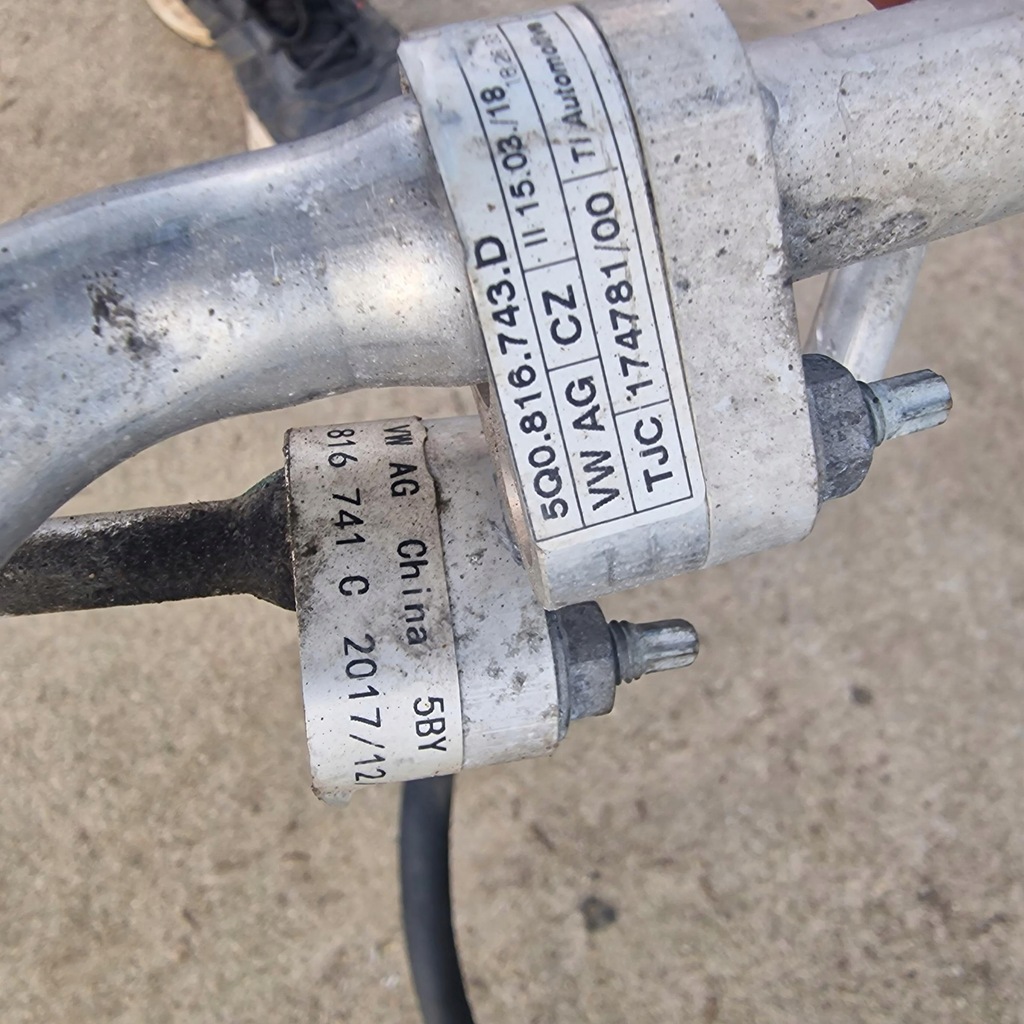 5Q0.816.743.D
VW AG CZ II 15.03./18
TJC 174781/00 TI Automotive
VW AG China 5BY
816 741 C 2017/12